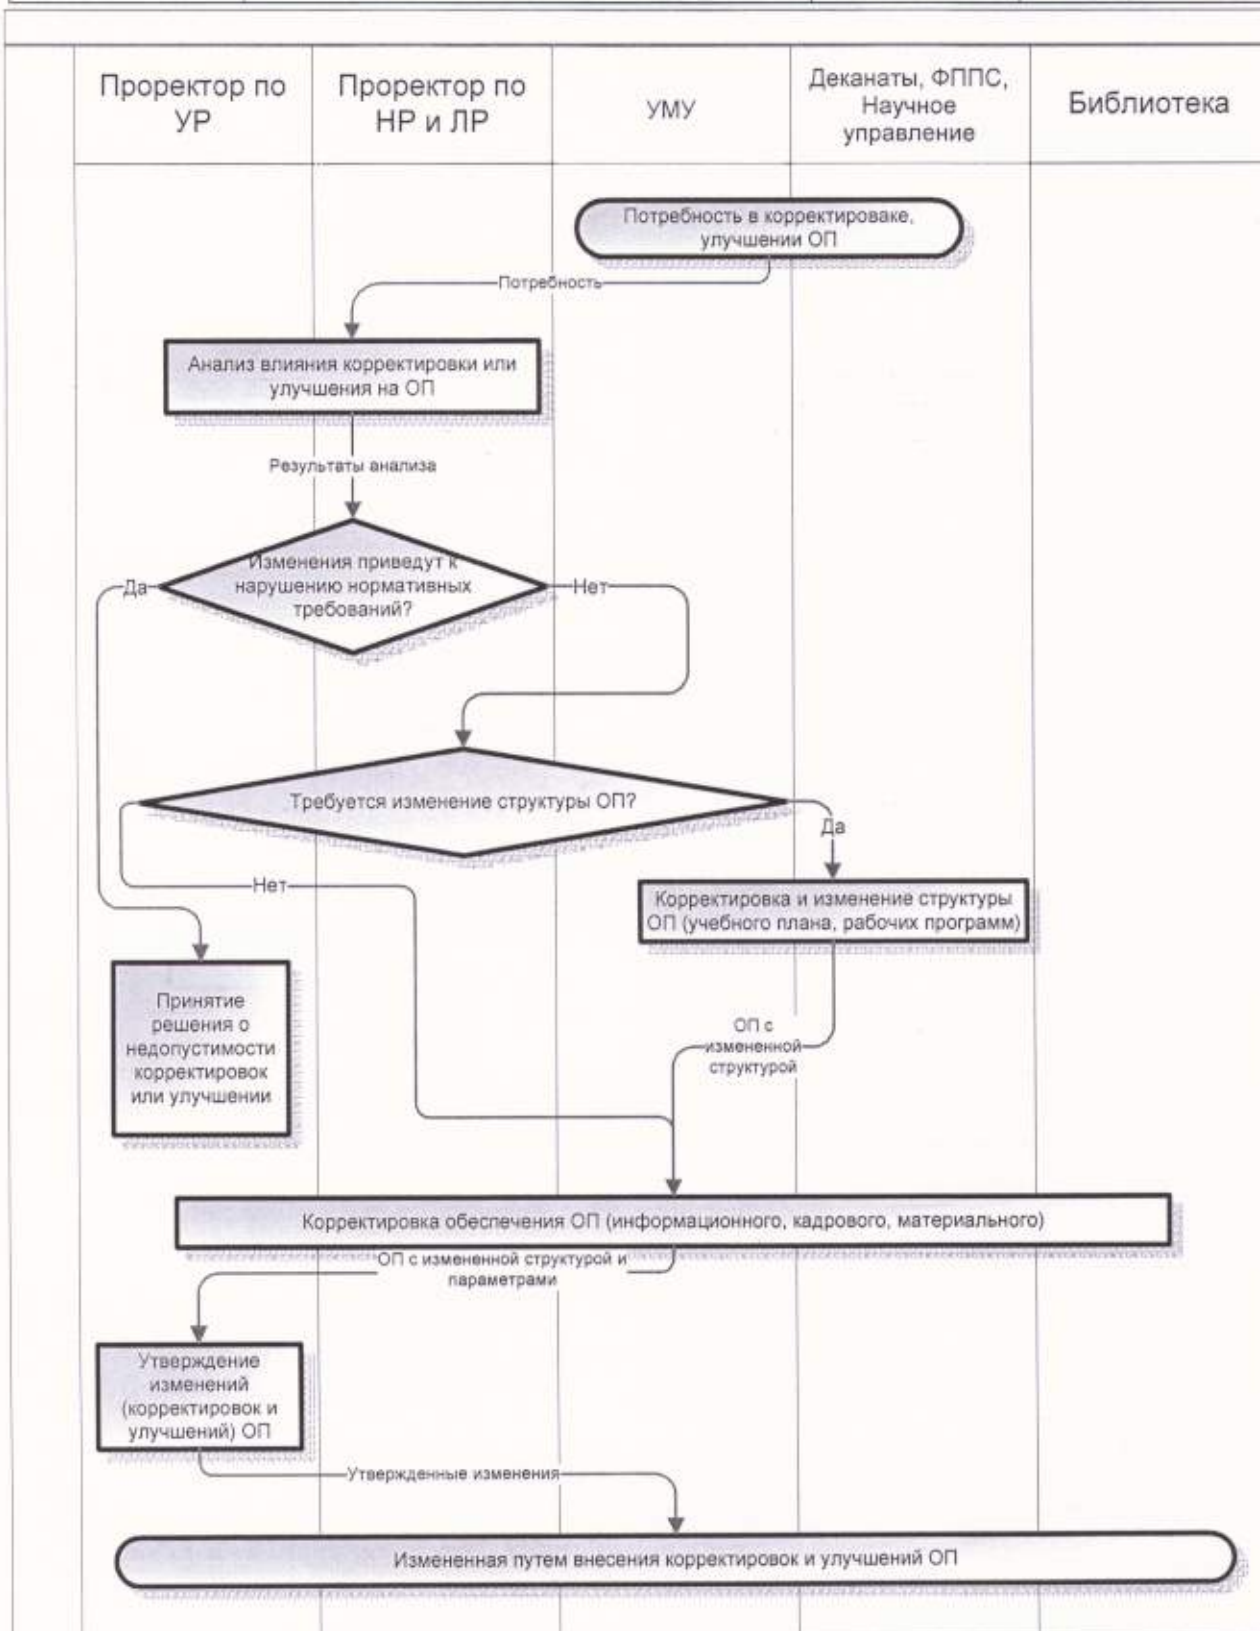 Проректор по
УР
Проректор по
НР и ЛР
УМУ
Деканаты, ФППС,
Научное
управление
Библиотека
Потребность в корректироваке,
улучшении ОП
Потребность
Анализ влияния корректировки или
улучшения на ОП
Результаты анализа
Изменения приведут к
нарушению нормативных
требований?
Да
Нет
Требуется изменение структуры ОП?
Да
Нет
Корректировка и изменение структуры
ОП (учебного плана, рабочих программ)
Принятие
решения о
недопустимости
корректировок
или улучшении
ОП с
измененной
структурой
Корректировка обеспечения ОП (информационного, кадрового, материального)
ОП с измененной структурой и
параметрами
Утверждение
изменений
(корректировок и
улучшений) ОП
Утвержденные изменения
Измененная путем внесения корректировок и улучшений ОП